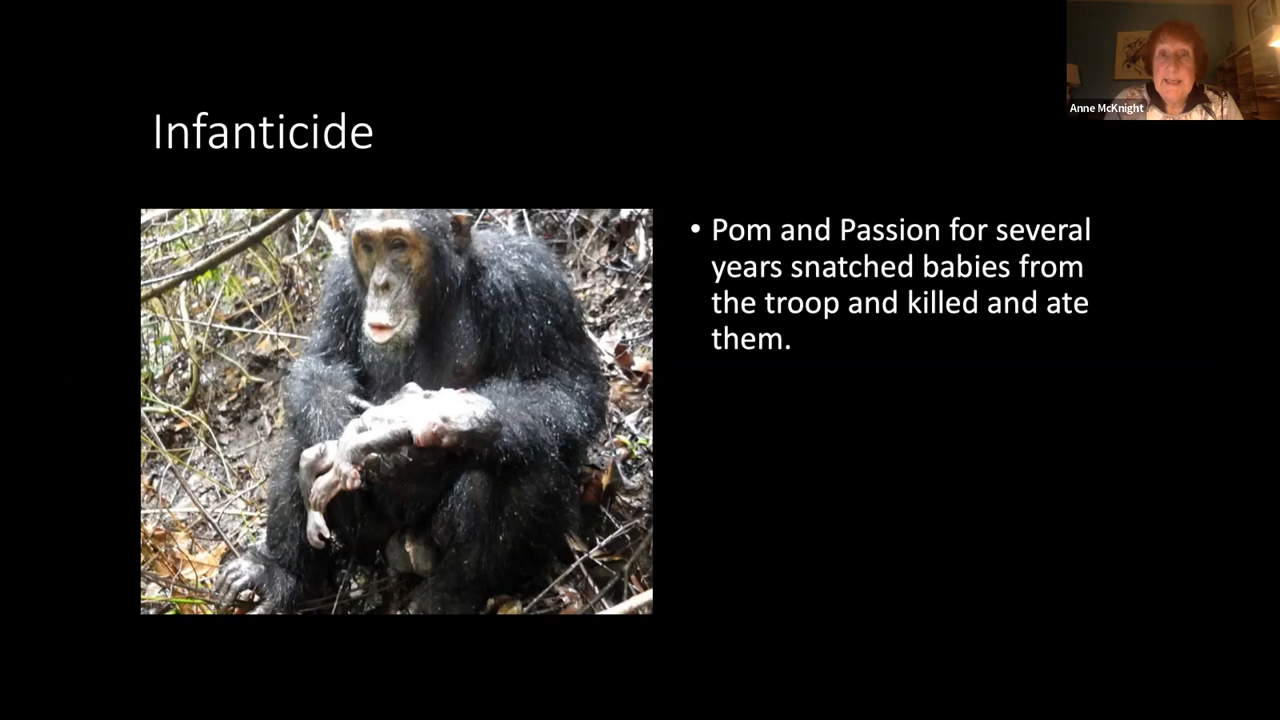 Anne McKnight
Infanticide
• Pom and Passion for several
years snatched babies from
the troop and killed and ate
them.